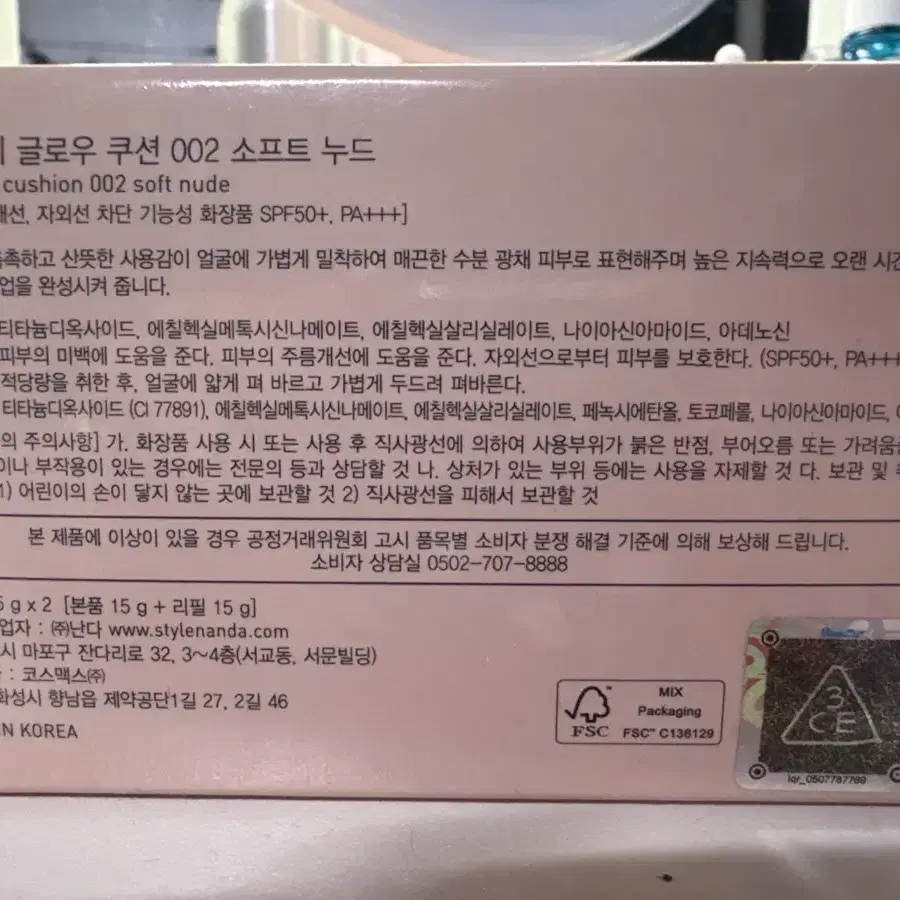 글로우 쿠션 002 소프트 누드
cushion 002 soft nude
자외선 차단 기능성 화장품 SPF50+, PA+++]
산뜻한 사용감이 얼굴에 가볍게 밀착하여 매끈한 수분 광채 피부로 표현해주며 높은 지속력으로 오랜
완성시켜 줍니다.
티타늄디옥사이드, 에칠헥실메톡시신나메이트, 에칠헥실살리실레이트, 나이아신아마이드, 아데노신
피부의 미백에 도움을 준다. 피부의 주름개선에 도움을 준다. 자외선으로부터 피부를 보호한다. (SPF50+, PA+++
적당량을 취한 후, 얼굴에 얇게 펴 바르고 가볍게 두드려 펴바른다.
티타늄디옥사이드 (CI 77891), 에칠헥실메톡시신나메이트, 에칠헥실살리실레이트, 페녹시에탄올, 토코페롤, 나이아신아마이드,
의 주의사항] 가. 화장품 사용 시 또는 사용 후 직사광선에 의하여 사용부위가 붉은 반점, 부어오름 또는
이나 부작용이 있는 경우에는 전문의 등과 상담할 것 나. 상처가 있는 부위 등에는 사용을 자제할 것 다. 보관 및
1) 어린이의 손이 닿지 않는 곳에 보관할 것 2) 직사광선을 피해서 보관할 것
본 제품에 이상이 있을 경우 공정거래위원회 고시 품목별 소비자 분쟁 해결 기준에 의해 보상해 드립니다.
소비자 상담실 0502-707-8888
g x 2 [본품 15 g + 리필 15 g]
업자 : ㈜난다 www.stylenanda.com
시 마포구 잔다리로 32, 3~4층(서교동, 서문빌딩)
: 코스맥스㈜
화성시 향남읍 제약공단1길 27, 2길 46
IN KOREA
FSC™
MIX
Packaging
FSC™ C136129
3
CE
lqr_0507787769